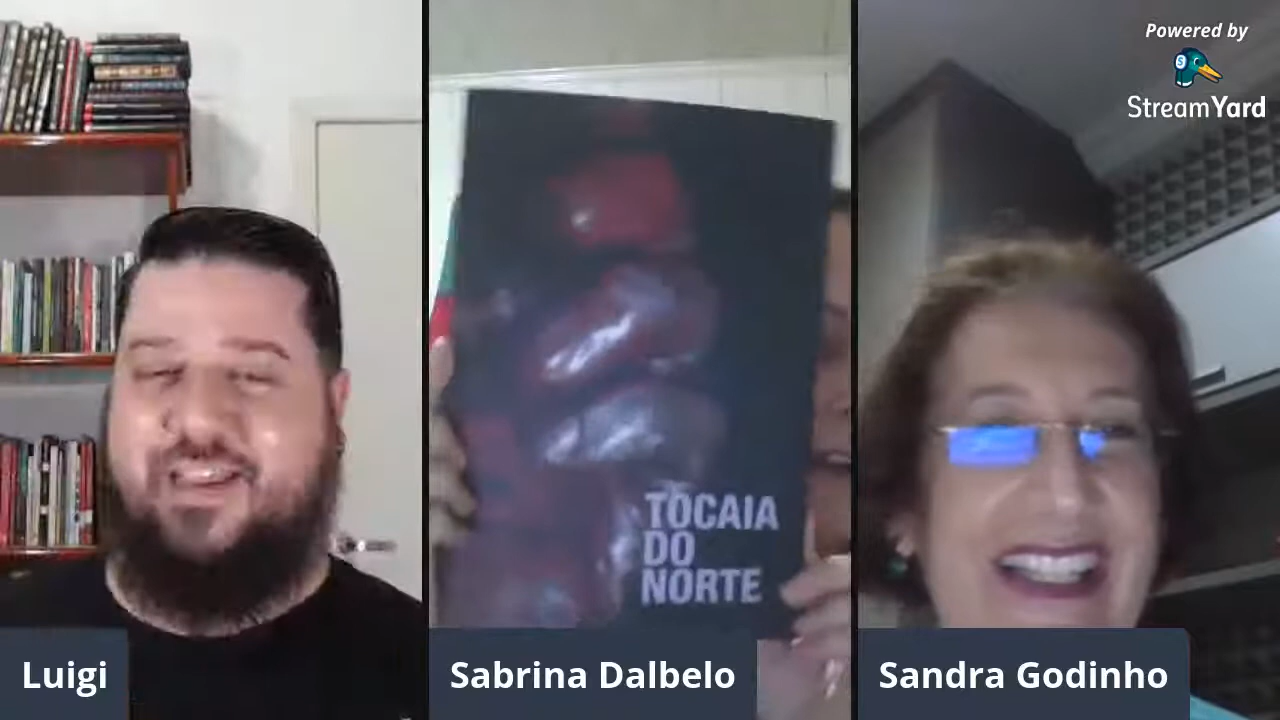 Powered by
StreamYard
TOCAIA
DO
NORTE
Luigi
Sabrina Dalbelo
Sandra Godinho